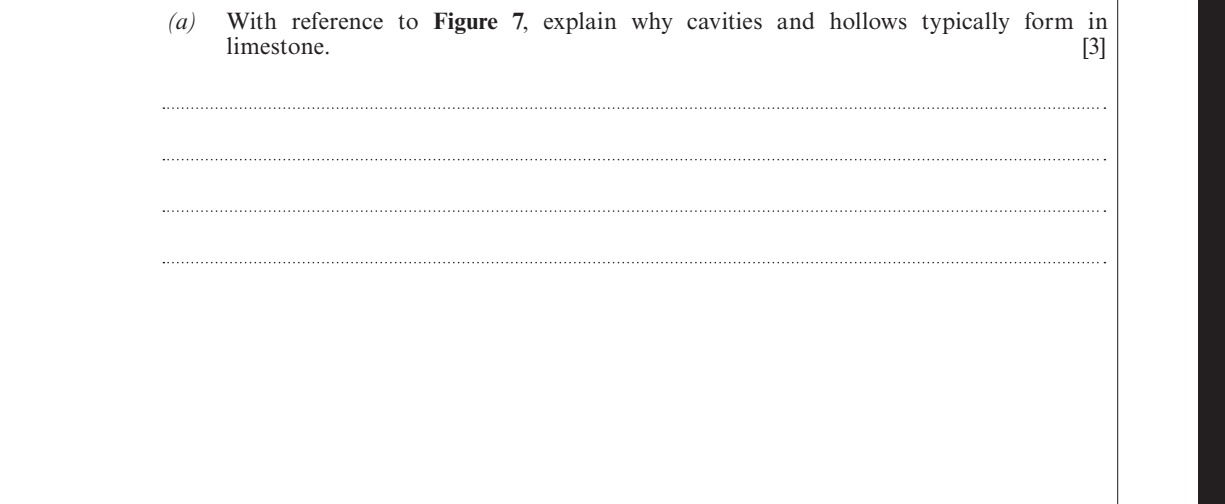 (a) With reference to Figure 7, explain why cavities and hollows typically form in
limestone. [3]